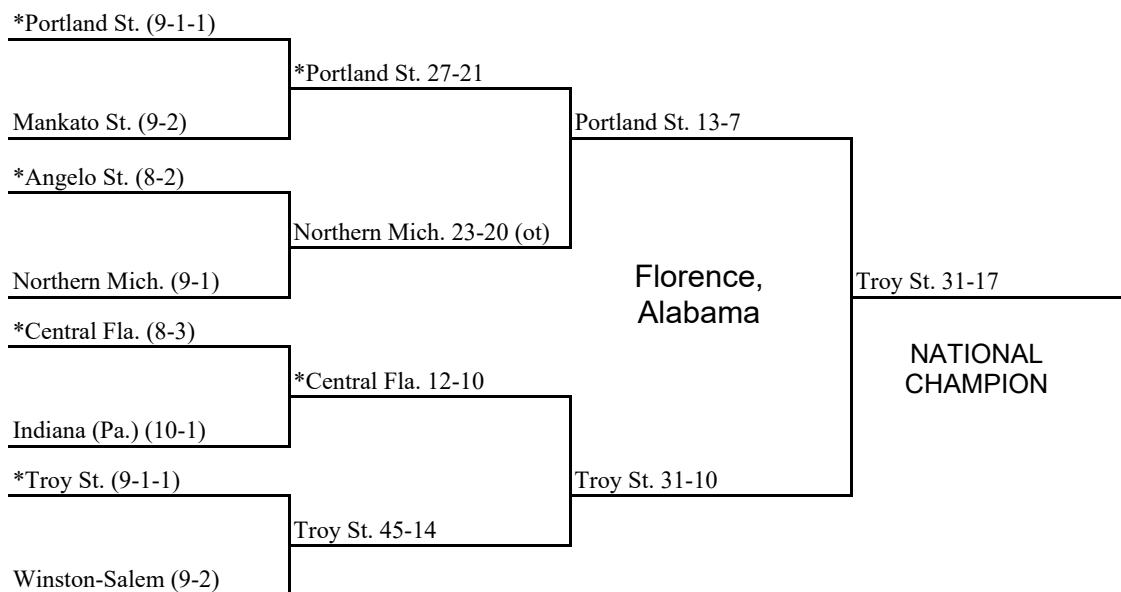 *Portland St. (9-1-1)
*Portland St. 27-21
Mankato St. (9-2)
Portland St. 13-7
*Angelo St. (8-2)
Northern Mich. 23-20 (ot)
Northern Mich. (9-1)
Florence,
Alabama
Troy St. 31-17
*Central Fla. (8-3)
NATIONAL
CHAMPION
*Central Fla. 12-10
Indiana (Pa.) (10-1)
*Troy St. (9-1-1)
Troy St. 31-10
Troy St. 45-14
Winston-Salem (9-2)